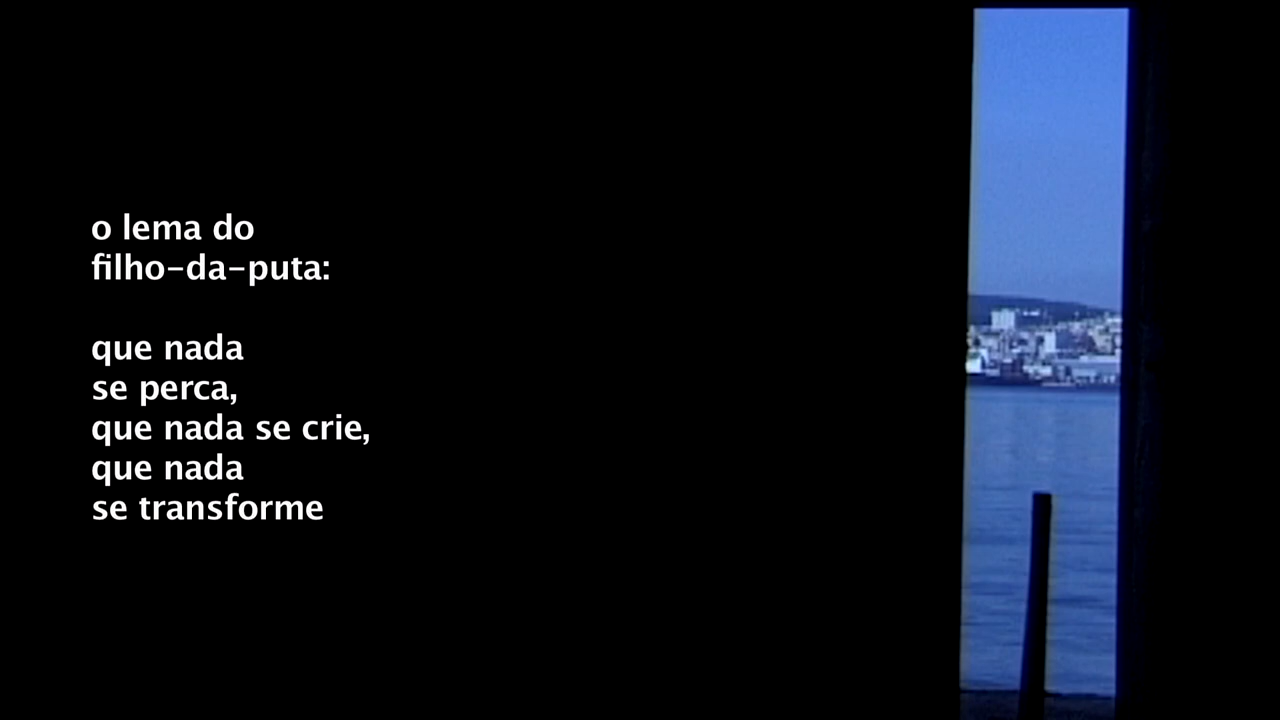 o lema do
filho-da-puta:
que nada
se perca,
que nada se crie,
que nada
se transforme